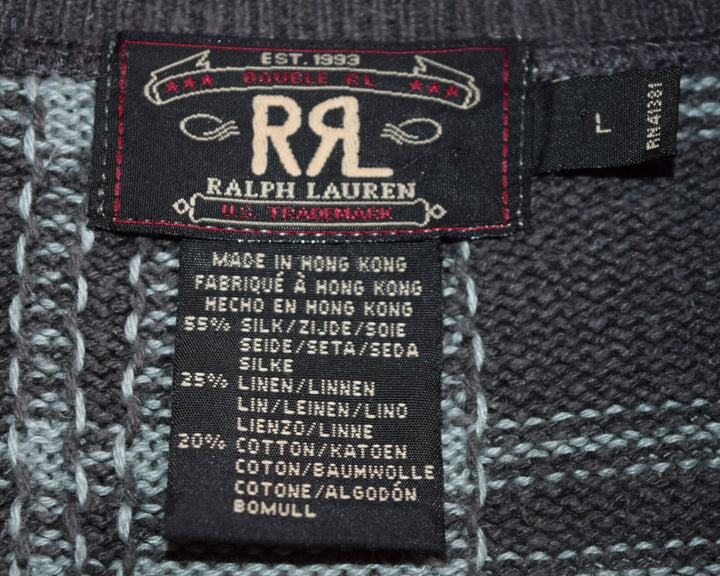 EST. 1993
★★★ DOUBLE RL ★★★
RRL
RALPH LAUREN
U.S. TRADEMARK
L
RN41381
MADE IN HONG KONG
FABRIQUÉ À HONG KONG
HECHO EN HONG KONG
55% SILK/ZIJDE/SOIE
SEIDE/SETA/SEDA
SILKE
25% LINEN/LINNEN
LIN/LEINEN/LINO
LIENZO/LINNE
20% COTTON/KATOEN
COTON/BAUMWOLLE
COTONE/ALGODÓN
BOMULL